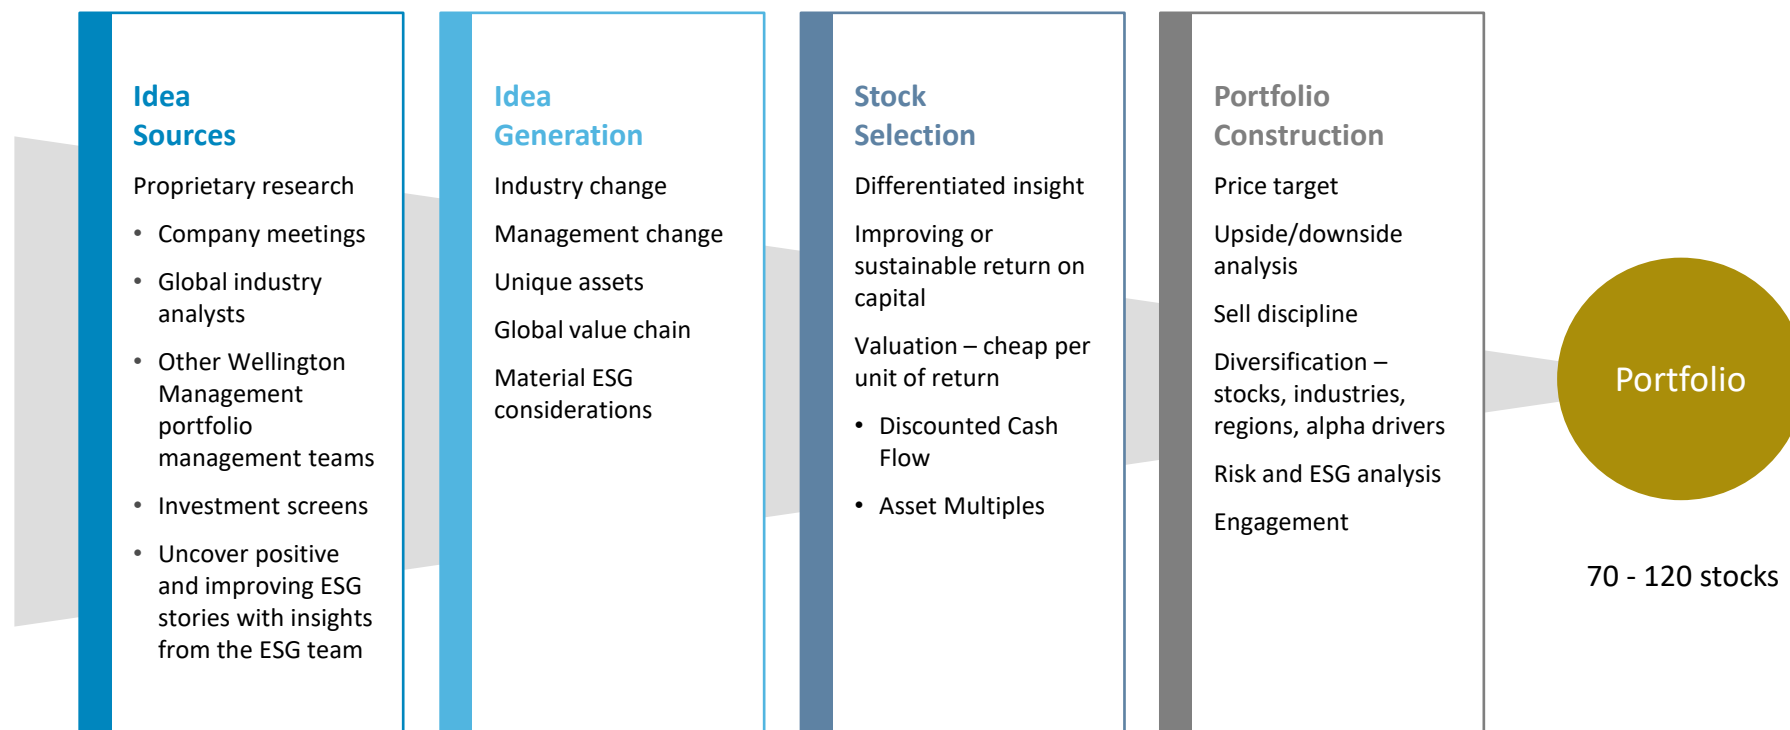 Idea
Sources
Proprietary research
• Company meetings
• Global industry
analysts
• Other Wellington
Management
portfolio
management teams
• Investment screens
• Uncover positive
and improving ESG
stories with insights
from the ESG team
Idea
Generation
Industry change
Management change
Unique assets
Global value chain
Material ESG
considerations
Stock
Selection
Differentiated insight
Improving or
sustainable return on
capital
Valuation – cheap per
unit of return
• Discounted Cash
Flow
• Asset Multiples
Portfolio
Construction
Price target
Upside/downside
analysis
Sell discipline
Diversification –
stocks, industries,
regions, alpha drivers
Risk and ESG analysis
Engagement
Portfolio
70 - 120 stocks